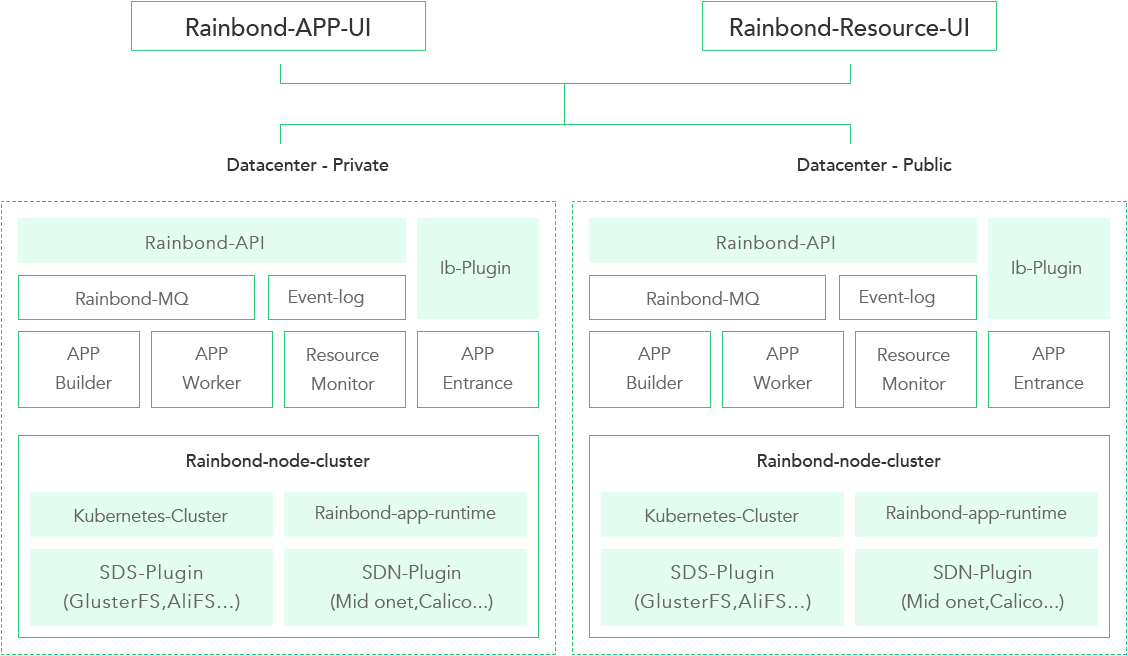 Rainbond-APP-UI
Rainbond-Resource-UI
Datacenter - Private
Datacenter - Public
Rainbond-API
Ib-Plugin
Rainbond-MQ
Event-log
APP
Builder
APP
Worker
Resource
Monitor
APP
Entrance
Rainbond-node-cluster
Kubernetes-Cluster
Rainbond-app-runtime
SDS-Plugin
(GlusterFS,AliFS...)
SDN-Plugin
(Mid onet,Calico...)
Rainbond-API
Ib-Plugin
Rainbond-MQ
Event-log
APP
Builder
APP
Worker
Resource
Monitor
APP
Entrance
Rainbond-node-cluster
Kubernetes-Cluster
Rainbond-app-runtime
SDS-Plugin
(GlusterFS,AliFS...)
SDN-Plugin
(Mid onet,Calico...)